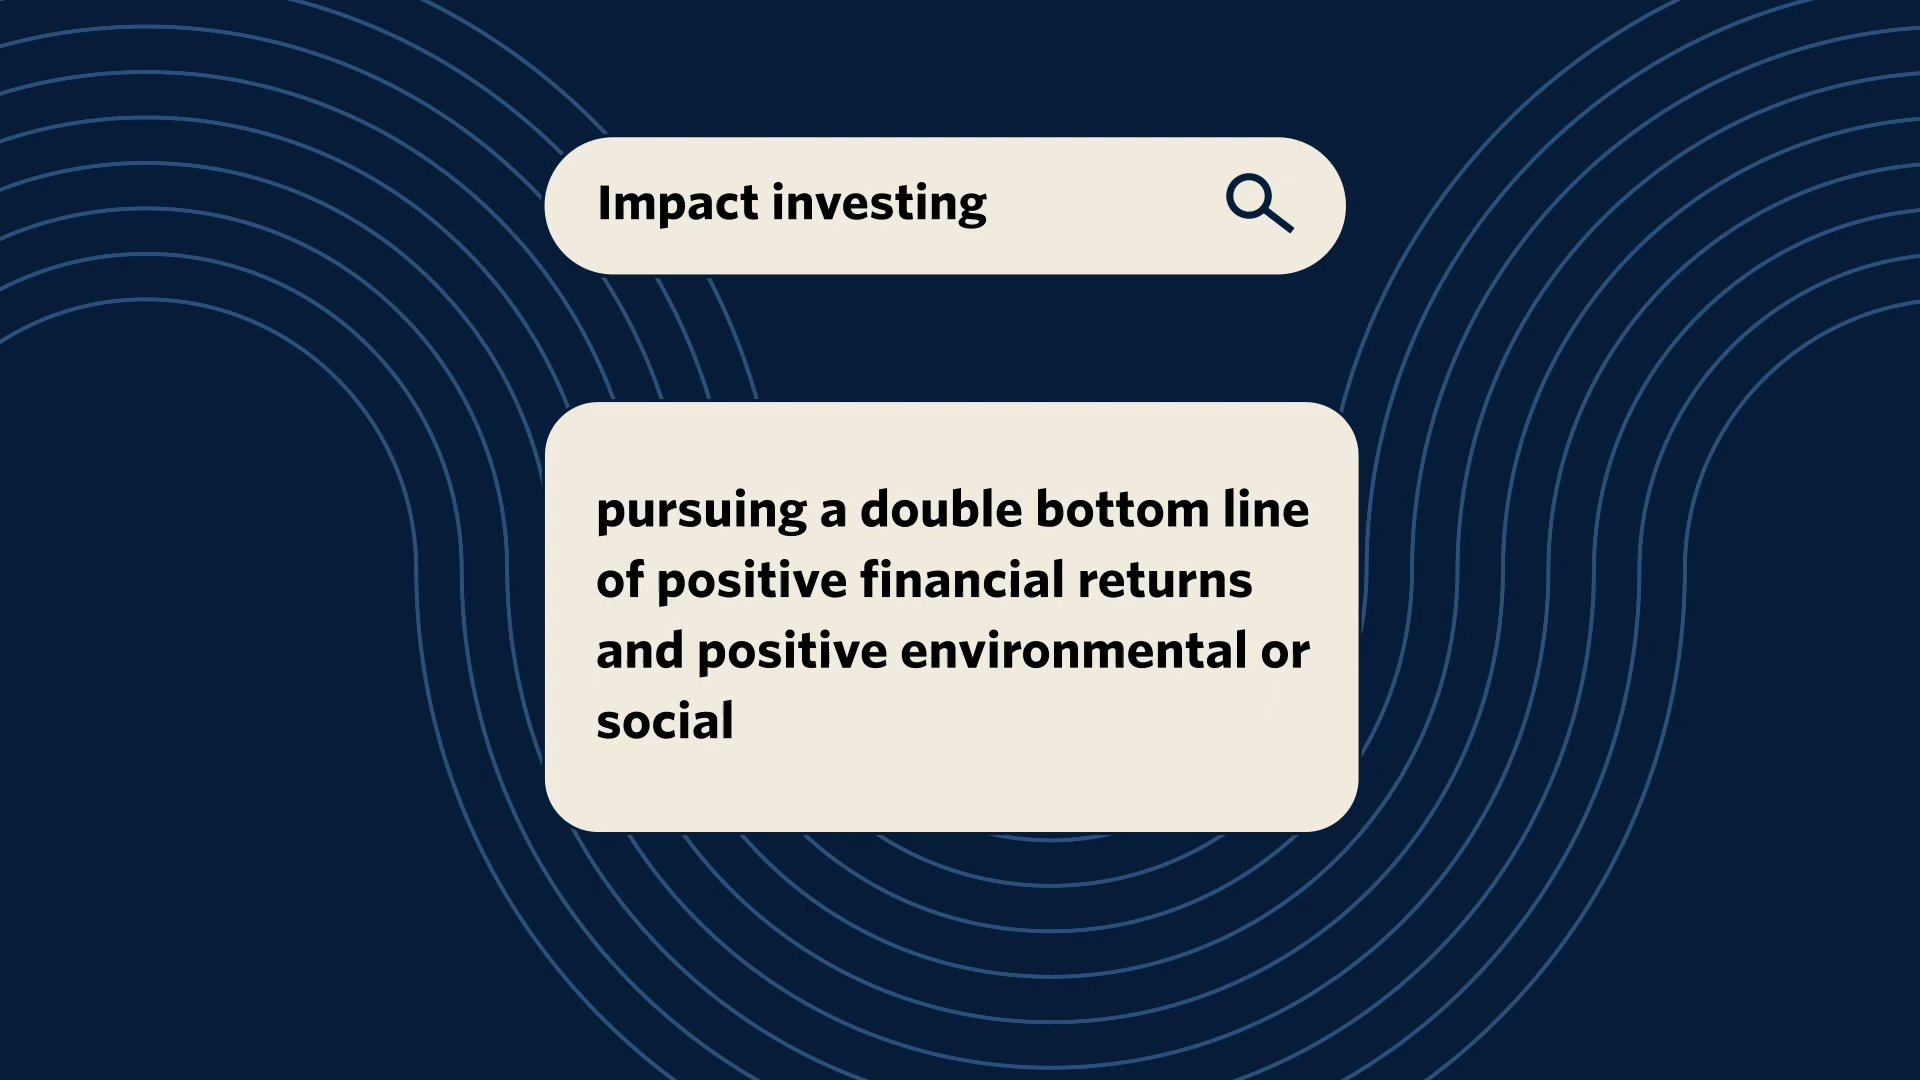 Impact investing
pursuing a double bottom line
of positive financial returns
and positive environmental or
social